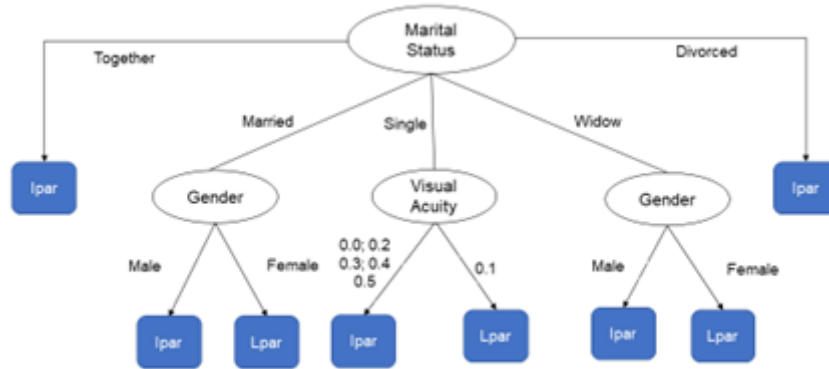 Marital
Status
Together
Divorced
Married
Single
Widow
Ipar
Gender
Visual
Acuity
Gender
Ipar
Male
Female
0.0; 0.2
0.3; 0.4
0.5
0.1
Male
Female
Ipar
Lpar
Ipar
Lpar
Ipar
Lpar